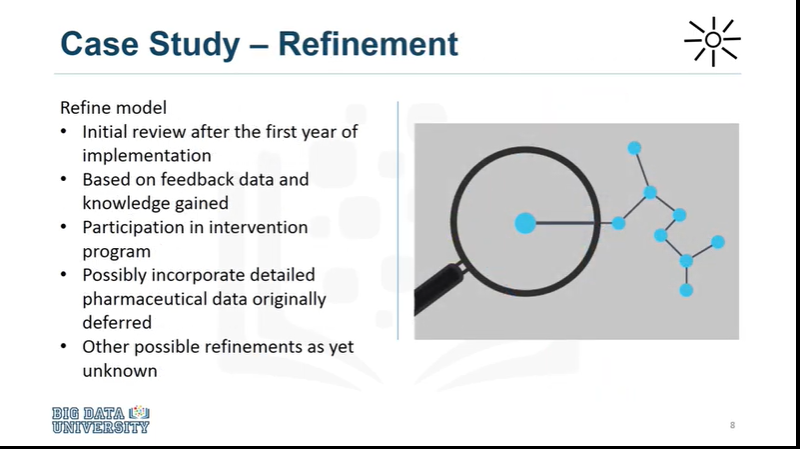 Case Study – Refinement
Refine model
• Initial review after the first year of
implementation
• Based on feedback data and
knowledge gained
• Participation in intervention
program
• Possibly incorporate detailed
pharmaceutical data originally
deferred
• Other possible refinements as yet
unknown
BIG DATA
UNIVERSITY
8